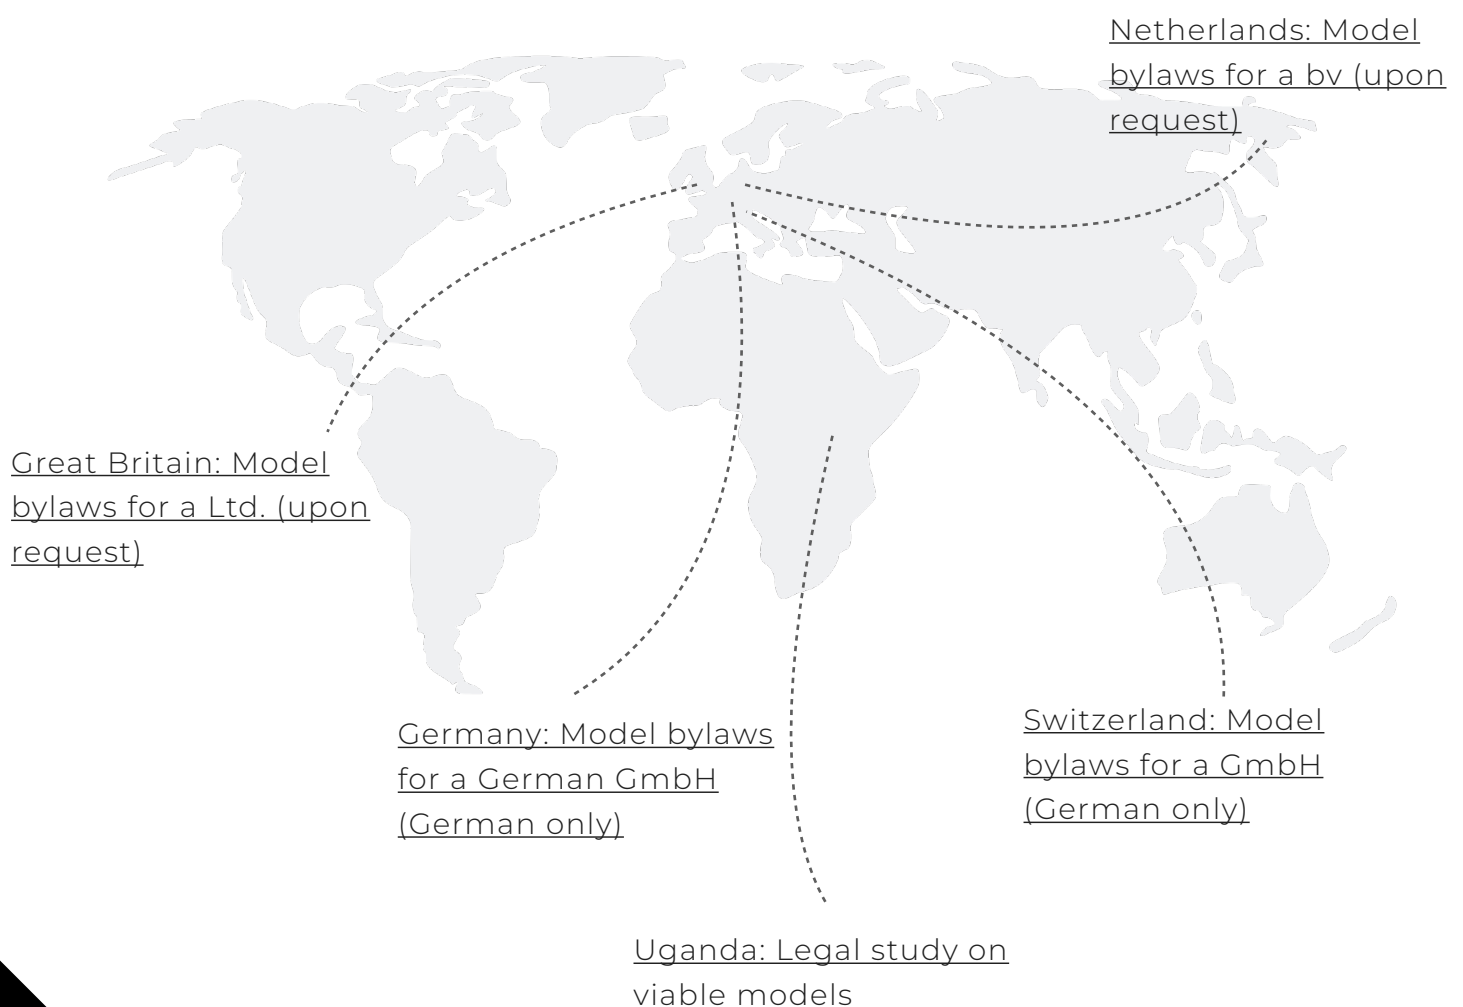 Netherlands: Model
bylaws for a bv (upon
request)
Great Britain: Model
bylaws for a Ltd. (upon
request)
Germany: Model bylaws
for a German GmbH
(German only)
Switzerland: Model
bylaws for a GmbH
(German only)
Uganda: Legal study on
viable models